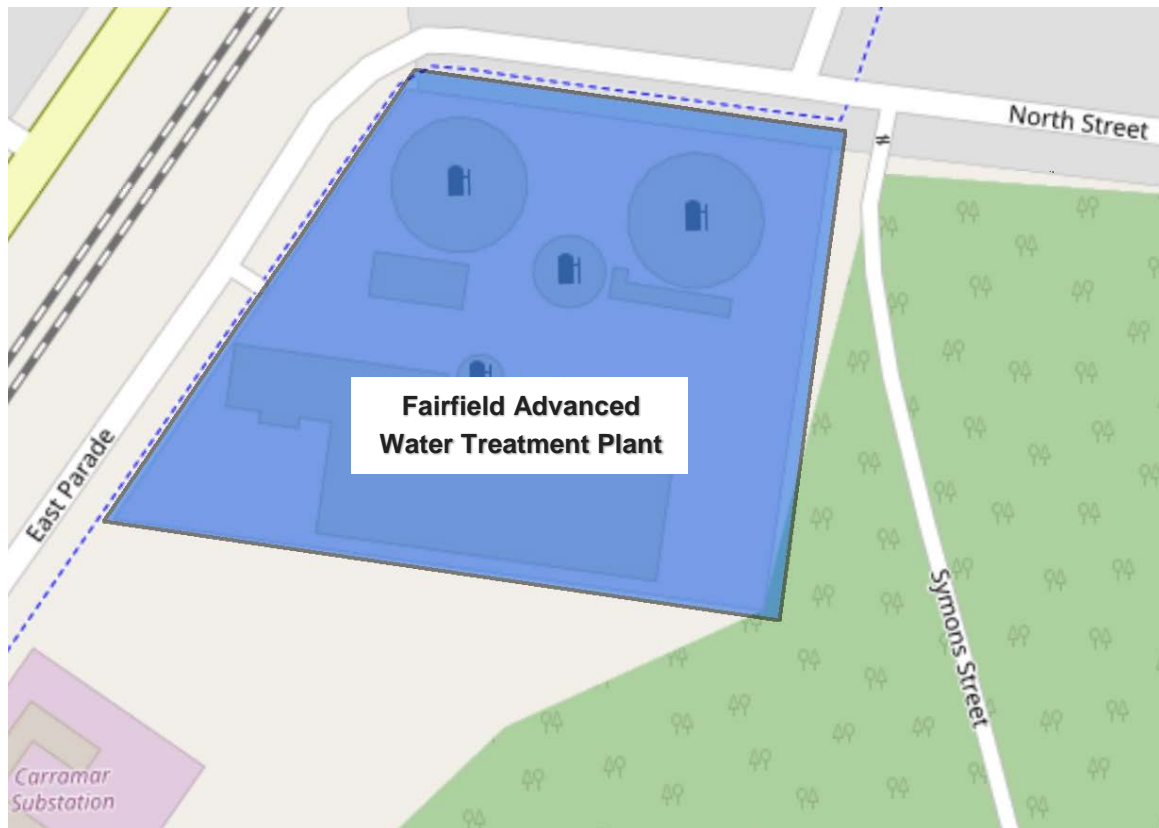 North Street
Fairfield Advanced
Water Treatment Plant
East Parade
Symons Street
Carramar
Substation